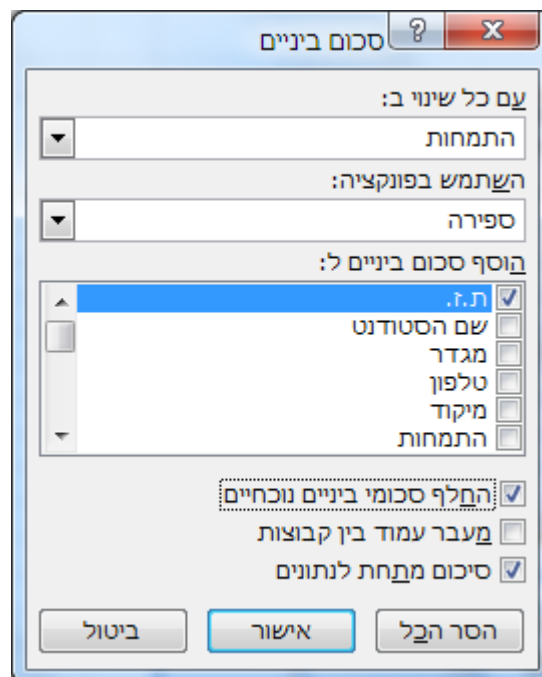 סכום ביניים
עם כל שינוי ב:
התמחות
השתמש בפונקציה:
ספירה
הוסף סכום ביניים ל:
ת.ז.
שם הסטודנט
מגדר
טלפון
מיקוד
התמחות
החלף סכומי ביניים נוכחיים
מעבר עמוד בין קבוצות
סיכום מתחת לנתונים
הסר הכל אישור ביטול